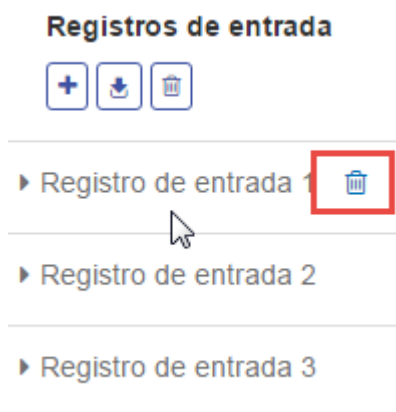 Registros de entrada
Registro de entrada 1
Registro de entrada 2
Registro de entrada 3